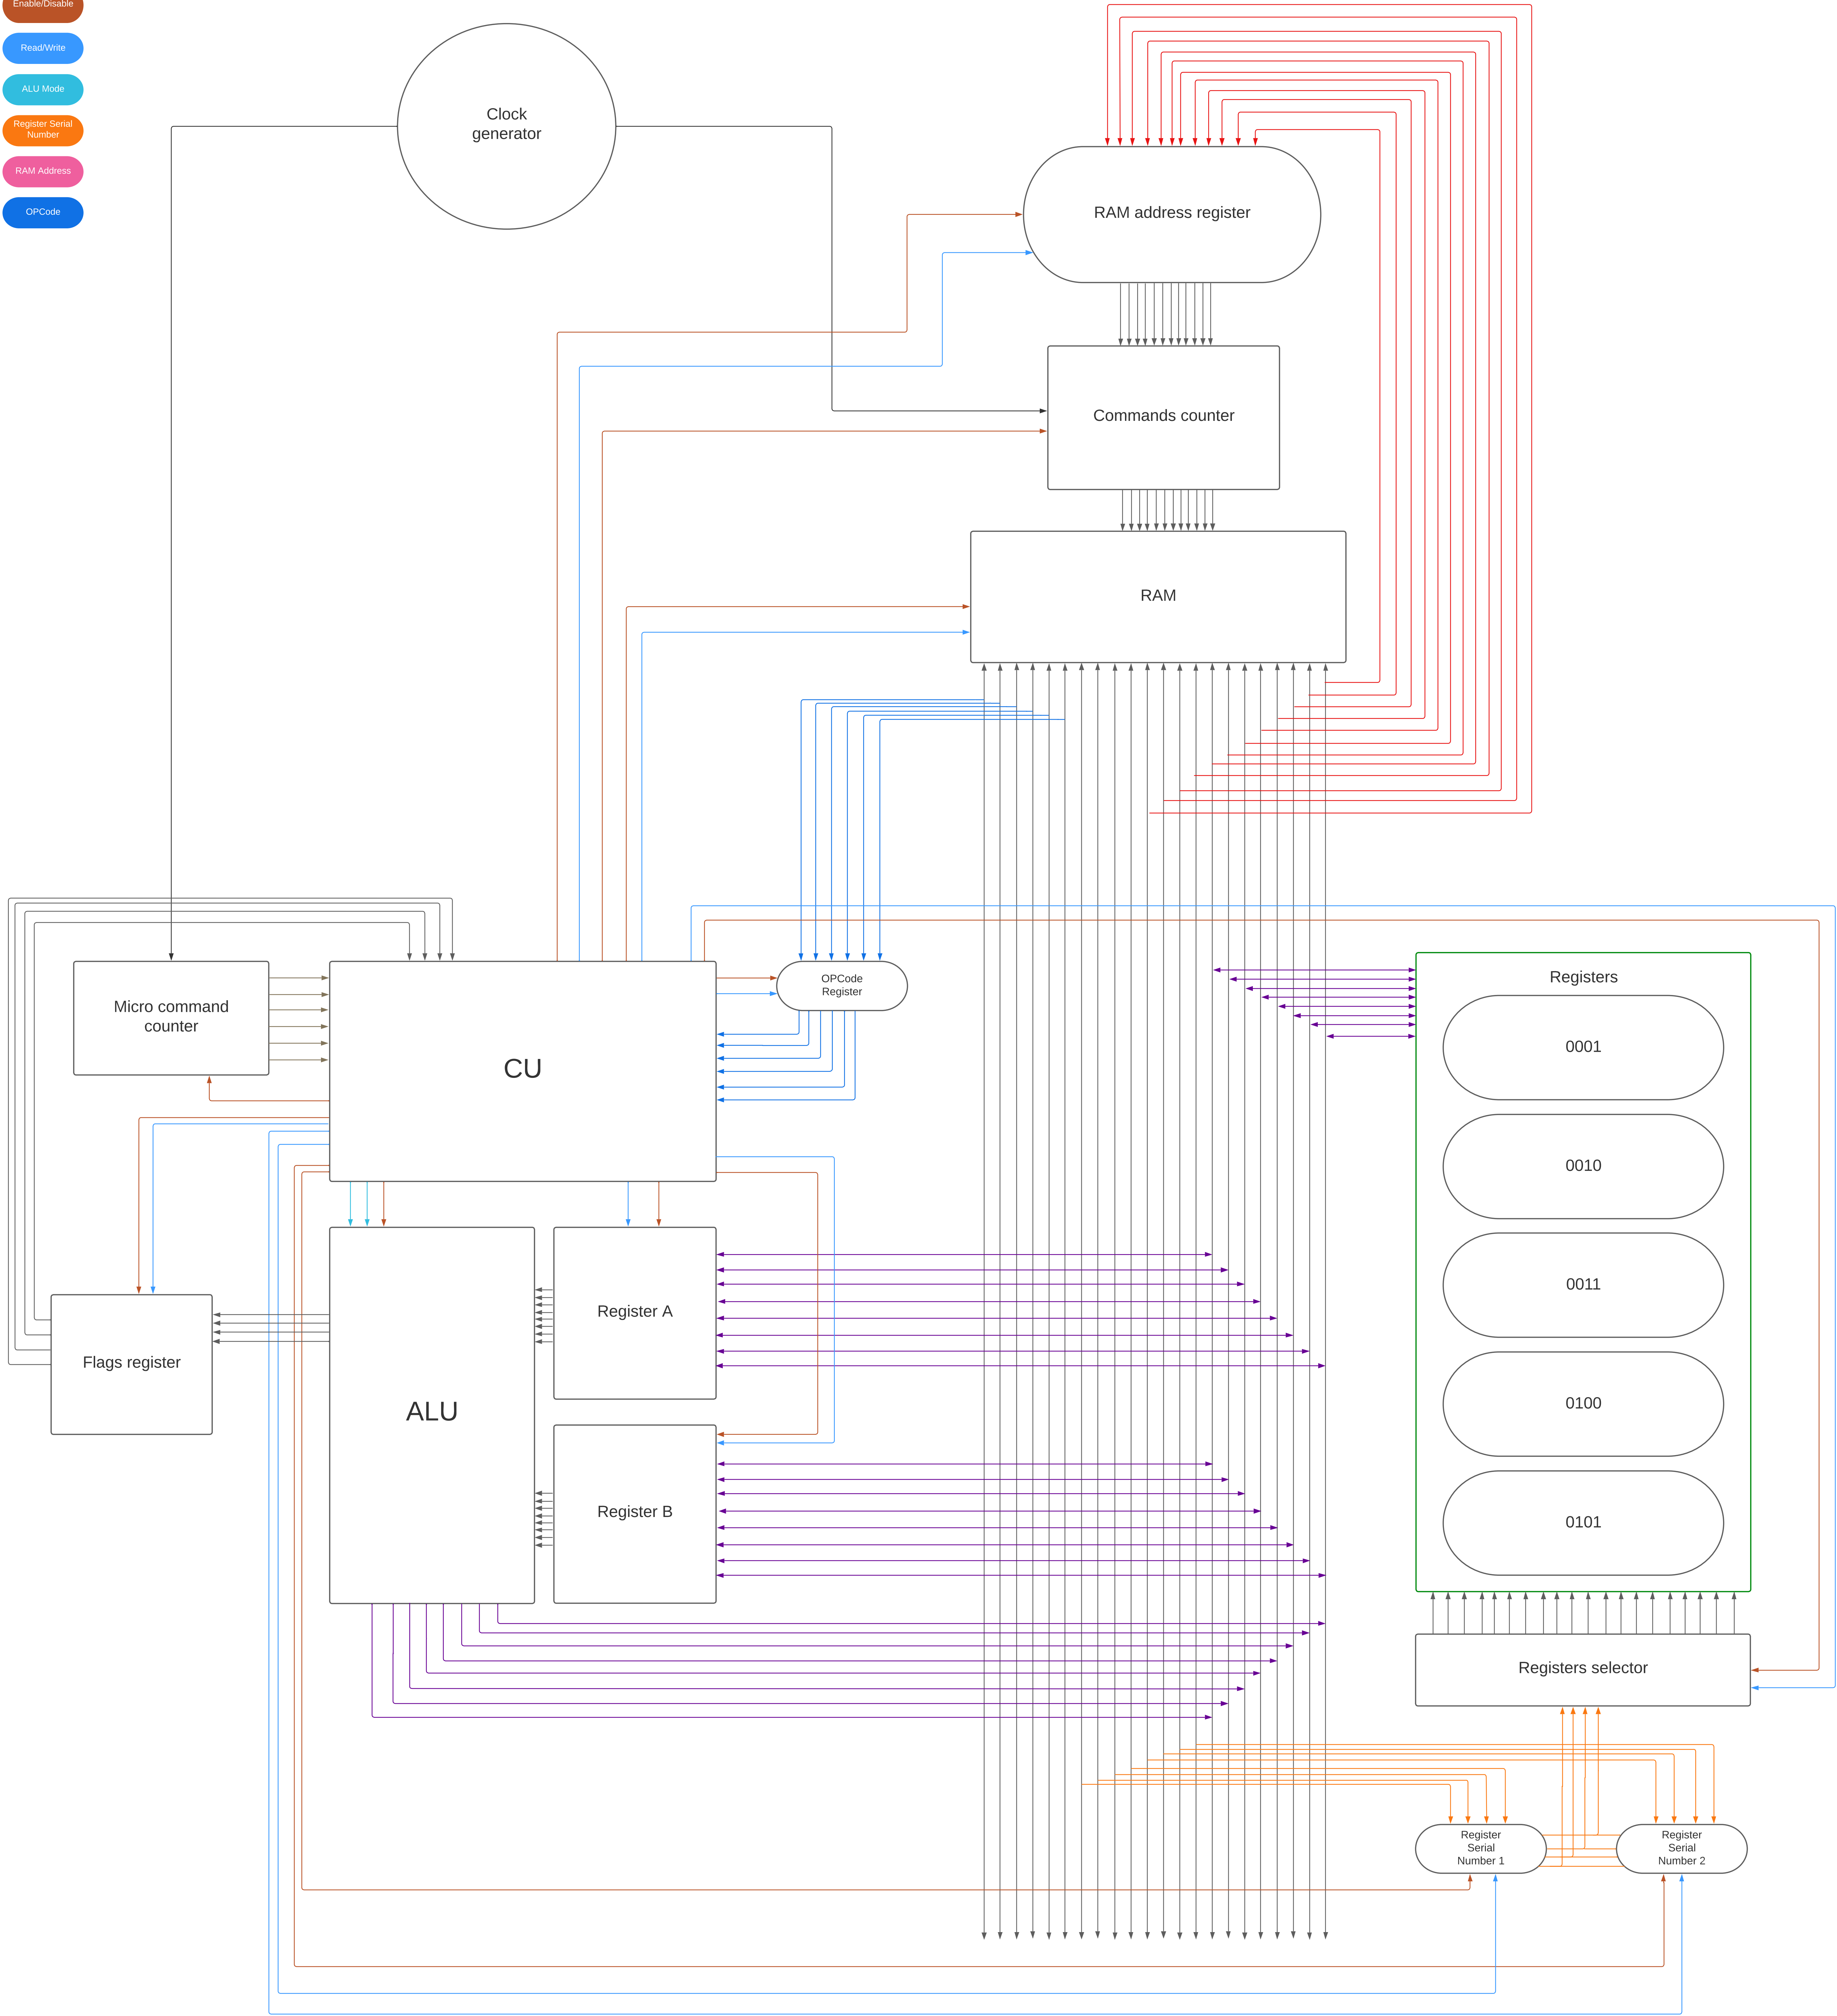 Enable/Disable
Read/Write
ALU Mode
Register Serial
Number
RAM Address
OPCode
Clock
generator
RAM address register
Commands counter
RAM
Micro command
counter
CU
OPCode
Register
Registers
0001
0010
0011
0100
0101
Register A
Flags register
ALU
Register B
Registers selector
Register
Serial
Number 1
Register
Serial
Number 2